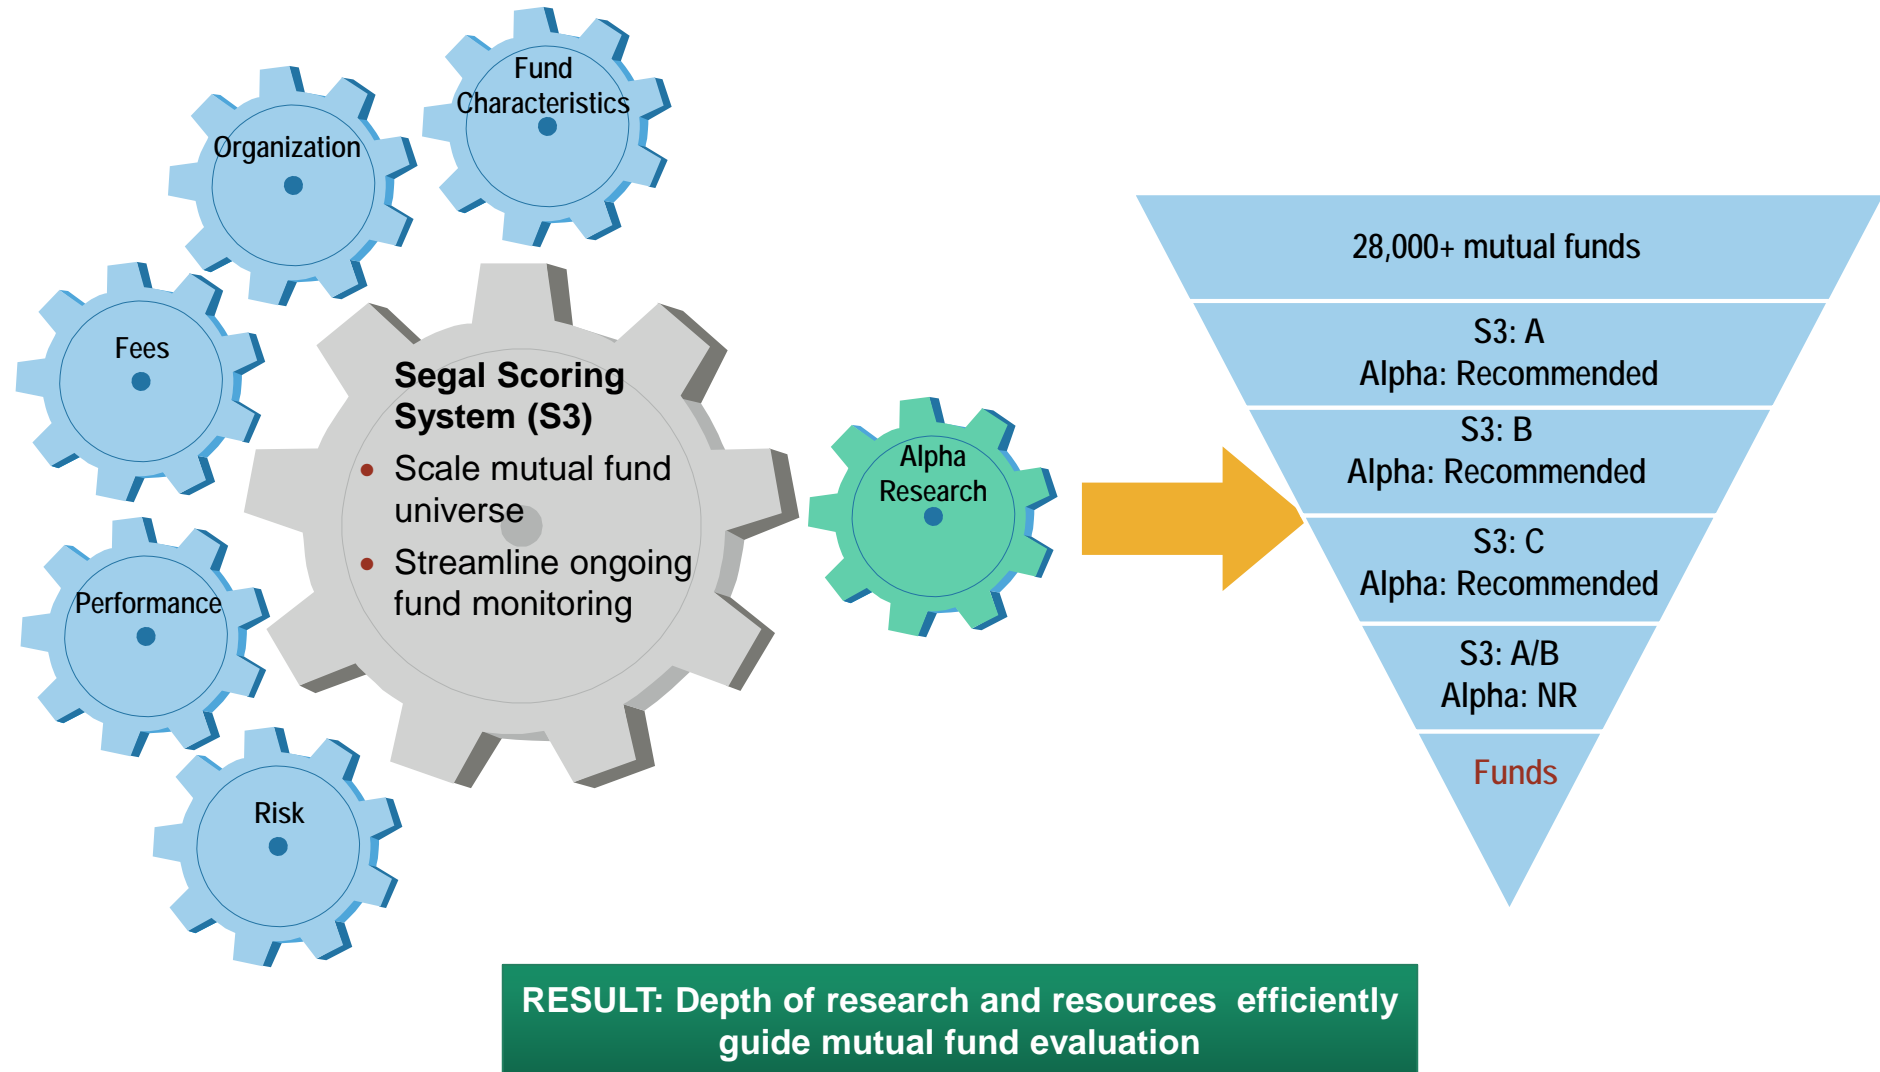 Fund
Characteristics
Organization
Fees
Performance
Risk
Segal Scoring
System (S3)
• Scale mutual fund
universe
• Streamline ongoing
fund monitoring
Alpha
Research
28,000+ mutual funds
S3: A
Alpha: Recommended
S3: B
Alpha: Recommended
S3: C
Alpha: Recommended
S3: A/B
Alpha: NR
Funds
RESULT: Depth of research and resources efficiently
guide mutual fund evaluation